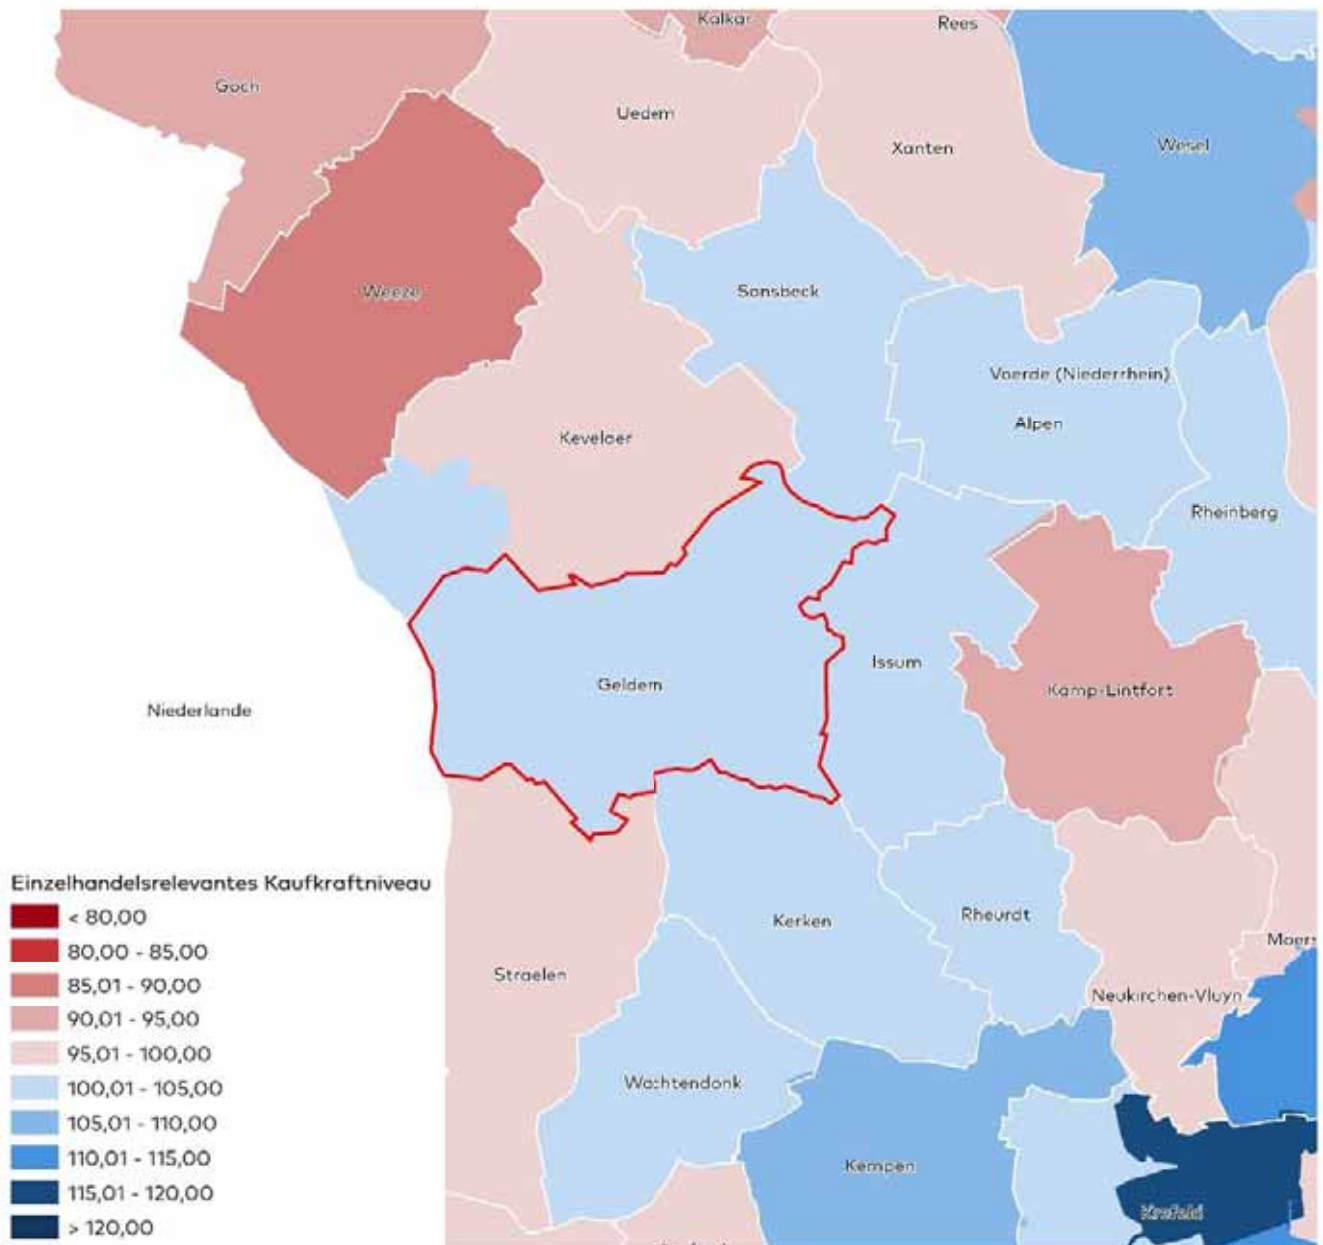 Kalkar
Rees
Goch
Uedem
Xanten
Wesel
Weeze
Sonsbeck
Voerde (Niederrhein)
Alpen
Kevelaer
Rheinberg
Issum
Geldern
Kamp-Lintfort
Niederlande
Einzelhandelsrelevantes Kaufkraftniveau
< 80,00
80,00 - 85,00
85,01 - 90,00
90,01 - 95,00
95,01 - 100,00
100,01 - 105,00
105,01 - 110,00
110,01 - 115,00
115,01 - 120,00
> 120,00
Kerken
Rheurdt
Moers
Straelen
Neukirchen-Vluyn
Wachtendonk
Kempen
Krefeld